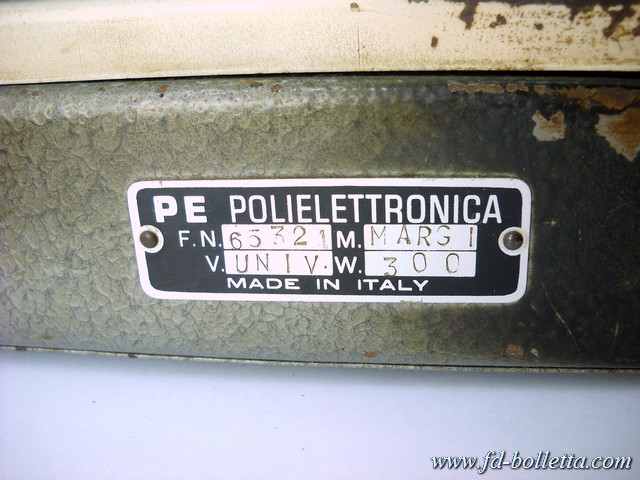 PE POLIELETTRONICA
F.N. 65321 M. MARG I
V. UNIV. W. 300
MADE IN ITALY
www.fd-bolletta.com